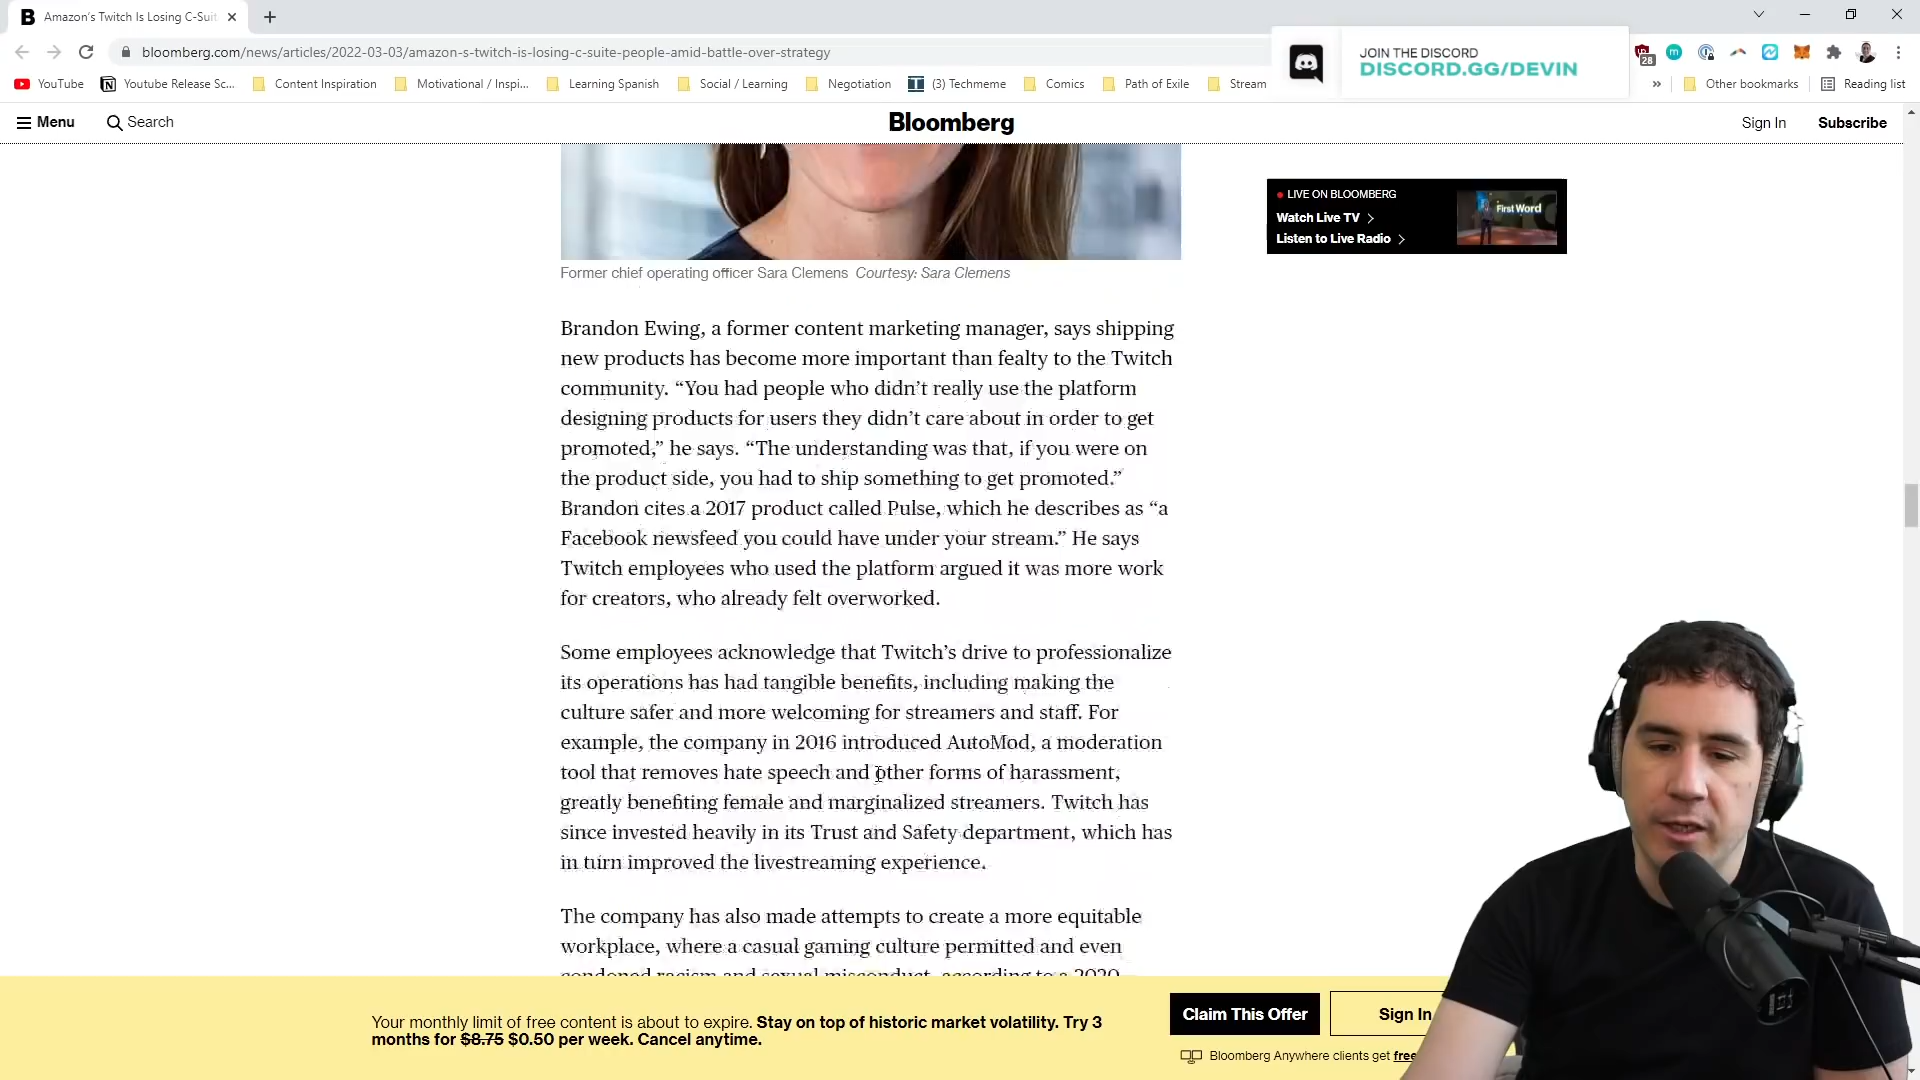 Amazon's Twitch Is Losing C-Suit
bloomberg.com/news/articles/2022-03-03/amazon-s-twitch-is-losing-c-suite-people-amid-battle-over-strategy
JOIN THE DISCORD
DISCORD.GG/DEVIN
28
YouTube
Youtube Release Sc...
Content Inspiration
Motivational / Inspi...
Learning Spanish
Social / Learning
Negotiation
(3) Techmeme
Comics
Path of Exile
Stream
Other bookmarks
Reading list
Menu
Search
Bloomberg
Sign In
Subscribe
LIVE ON BLOOMBERG
Watch Live TV
Listen to Live Radio
First Word
Former chief operating officer Sara Clemens Courtesy: Sara Clemens
Brandon Ewing, a former content marketing manager, says shipping
new products has become more important than fealty to the Twitch
community. “You had people who didn’t really use the platform
designing products for users they didn’t care about in order to get
promoted,” he says. “The understanding was that, if you were on
the product side, you had to ship something to get promoted.”
Brandon cites a 2017 product called Pulse, which he describes as “a
Facebook newsfeed you could have under your stream.” He says
Twitch employees who used the platform argued it was more work
for creators, who already felt overworked.
Some employees acknowledge that Twitch’s drive to professionalize
its operations has had tangible benefits, including making the
culture safer and more welcoming for streamers and staff. For
example, the company in 2016 introduced AutoMod, a moderation
tool that removes hate speech and other forms of harassment,
greatly benefiting female and marginalized streamers. Twitch has
since invested heavily in its Trust and Safety department, which has
in turn improved the livestreaming experience.
The company has also made attempts to create a more equitable
workplace, where a casual gaming culture permitted and even
condoned racism and sexual misconduct, according to a 2020
Your monthly limit of free content is about to expire. Stay on top of historic market volatility. Try 3
months for $8.75 $0.50 per week. Cancel anytime.
Claim This Offer
Sign In
Bloomberg Anywhere clients get free